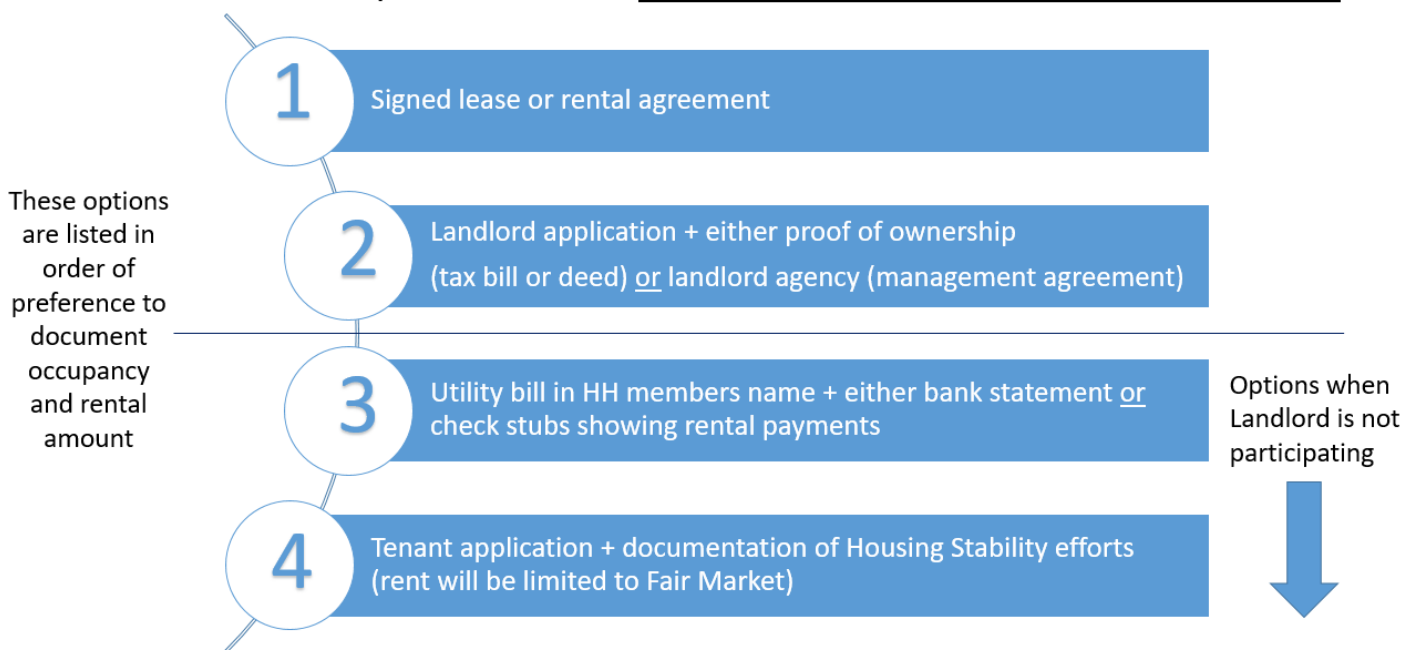 These options
are listed in
order of
preference to
document
occupancy
and rental
amount
1
Signed lease or rental agreement
2
Landlord application + either proof of ownership
(tax bill or deed) or landlord agency (management agreement)
3
Utility bill in HH members name + either bank statement or
check stubs showing rental payments
4
Tenant application + documentation of Housing Stability efforts
(rent will be limited to Fair Market)
Options when
Landlord is not
participating